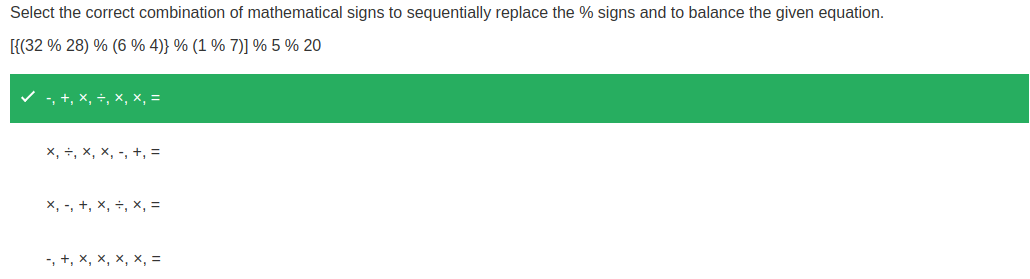 Select the correct combination of mathematical signs to sequentially replace the % signs and to balance the given equation.
[{(32 % 28) % (6 % 4)} % (1 % 7)] % 5 % 20
-, +, ×, ÷, ×, ×, =
×, ÷, ×, ×, -, +, =
×, -, +, ×, ÷, ×, =
-, +, ×, ×, ×, ×, =